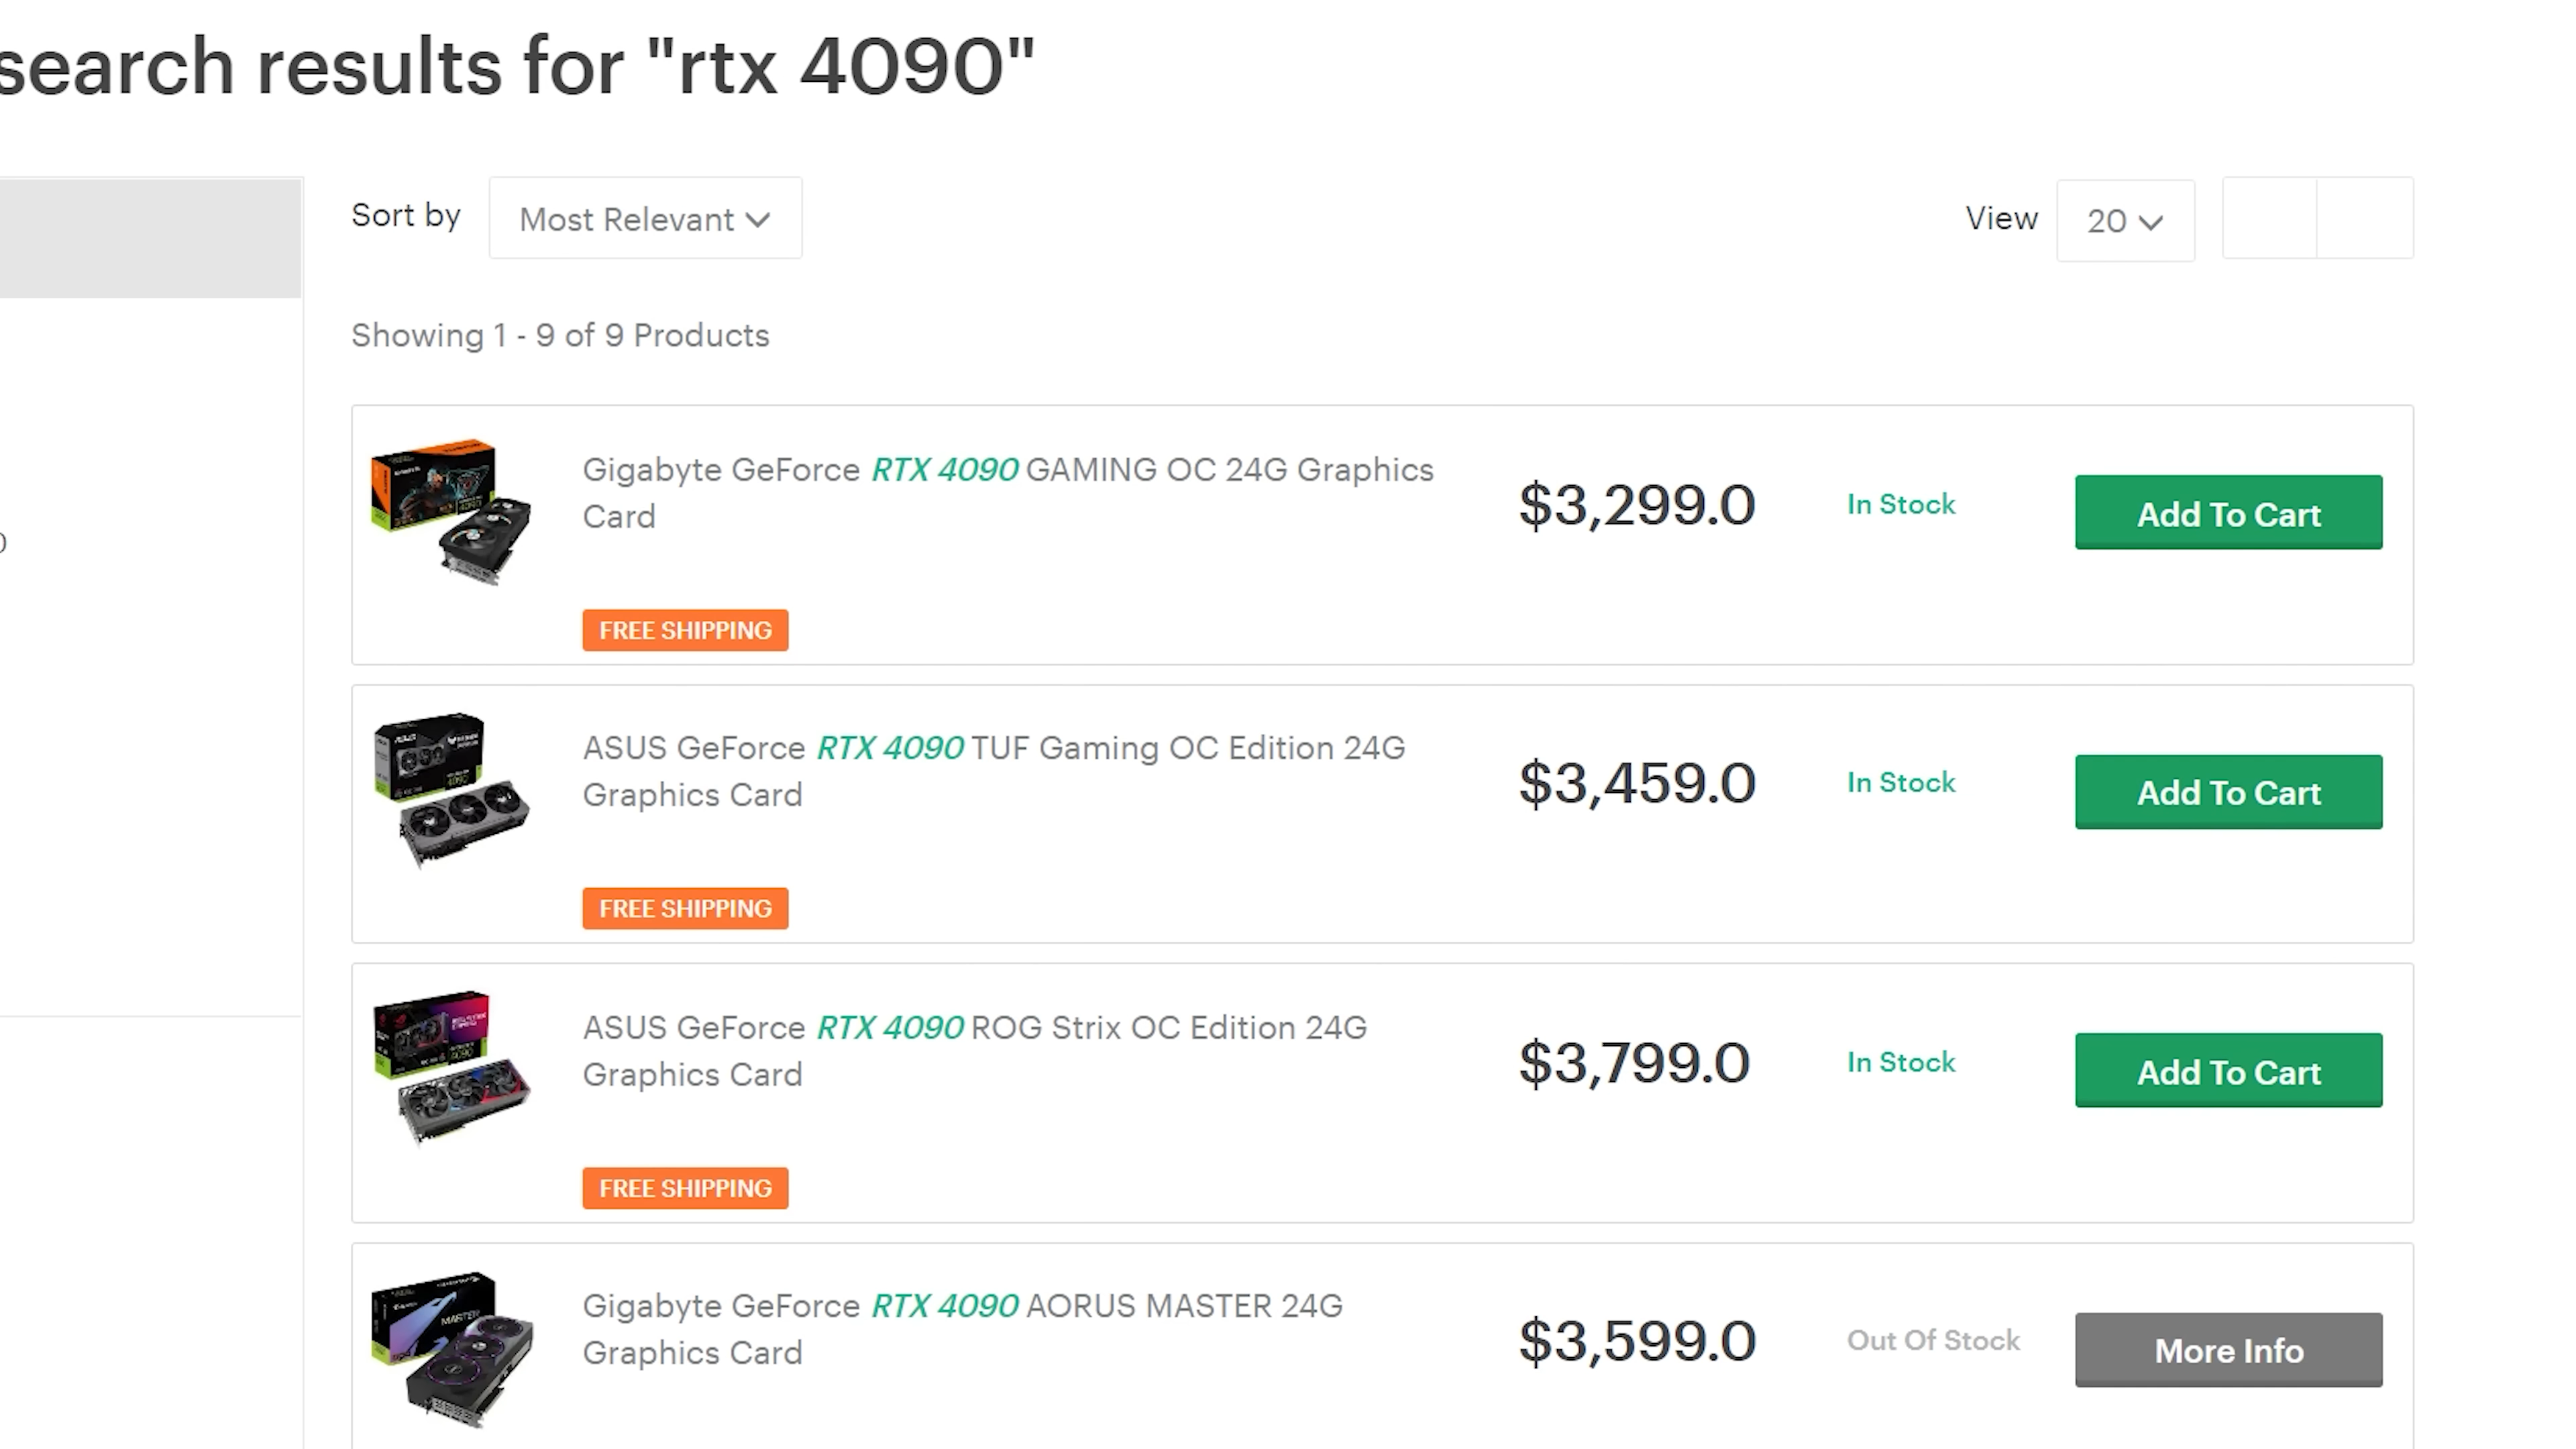 search results for "rtx 4090"
Sort by
Most Relevant
View
20
Showing 1 - 9 of 9 Products
Gigabyte GeForce RTX 4090 GAMING OC 24G Graphics
Card
$3,299.0
In Stock
Add To Cart
FREE SHIPPING
ASUS GeForce RTX 4090 TUF Gaming OC Edition 24G
Graphics Card
$3,459.0
In Stock
Add To Cart
FREE SHIPPING
ASUS GeForce RTX 4090 ROG Strix OC Edition 24G
Graphics Card
$3,799.0
In Stock
Add To Cart
FREE SHIPPING
MASTER
Gigabyte GeForce RTX 4090 AORUS MASTER 24G
Graphics Card
$3,599.0
Out Of Stock
More Info